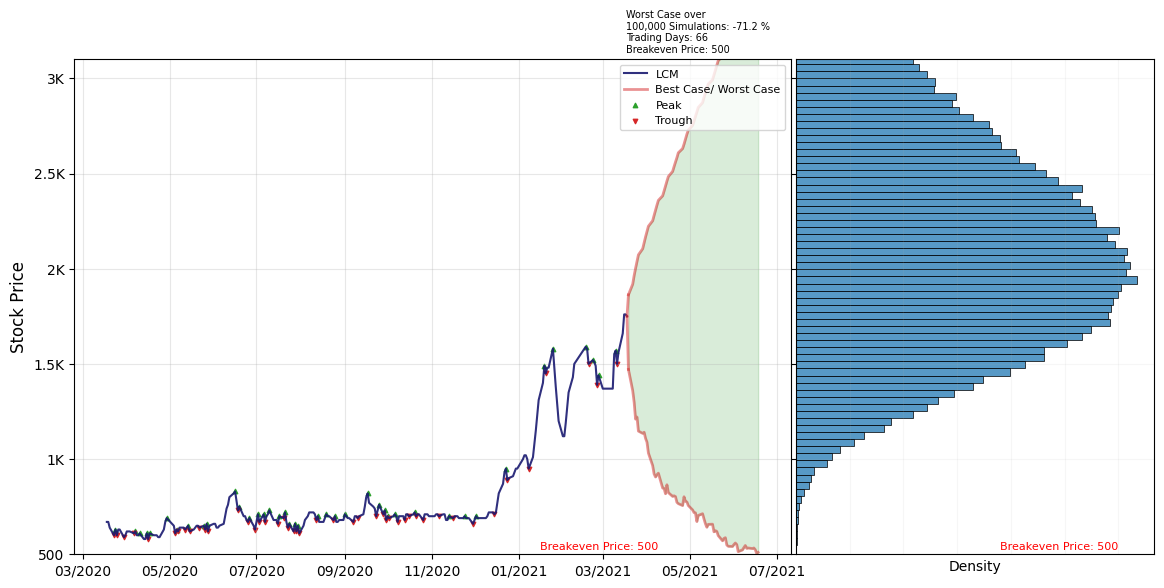 Worst Case over
100,000 Simulations: -71.2 %
Trading Days: 66
Breakeven Price: 500
LCM
Best Case/ Worst Case
Peak
Trough
Stock Price
3K
2.5K
2K
1.5K
1K
500
Breakeven Price: 500
Breakeven Price: 500
03/2020 05/2020 07/2020 09/2020 11/2020 01/2021 03/2021 05/2021 07/2021
Density